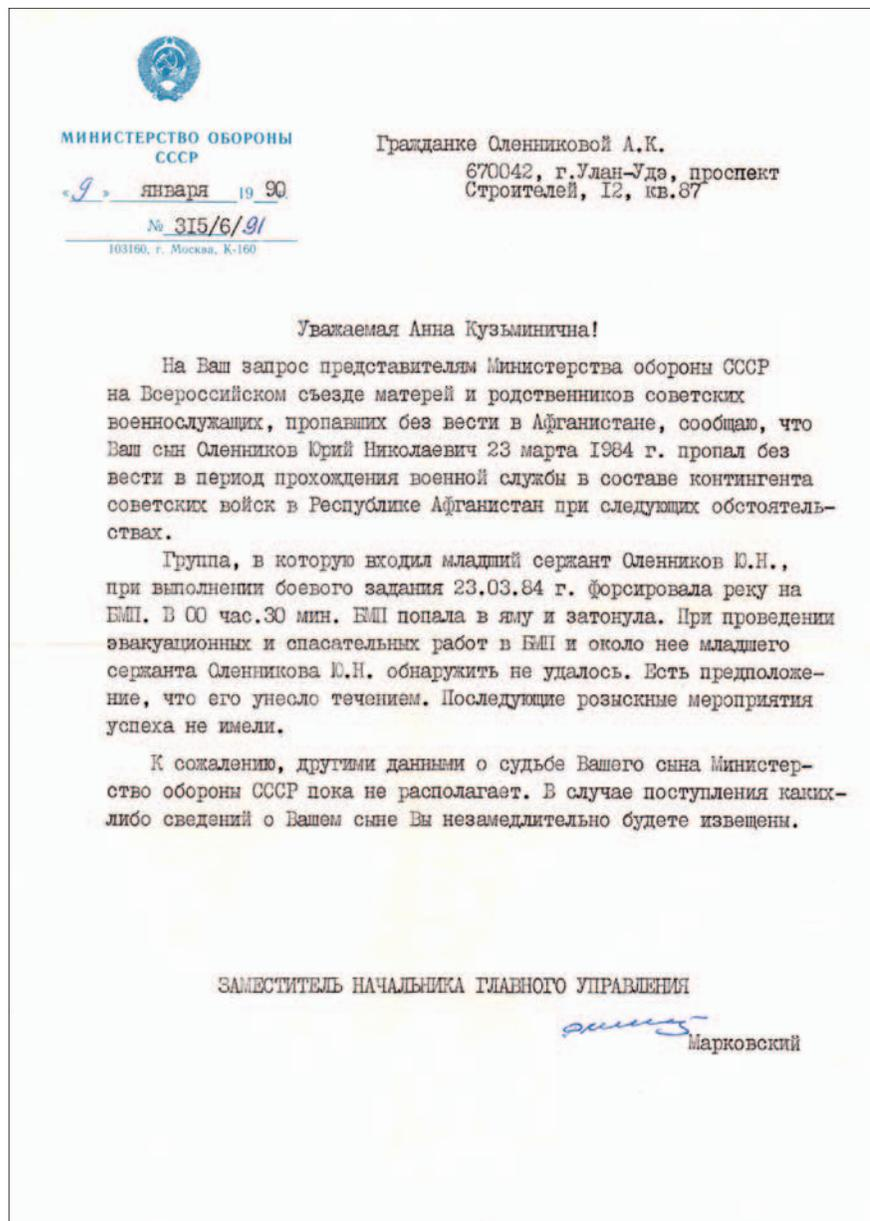 МИНИСТЕРСТВО ОБОРОНЫ
СССР
«9» января 1990.
№ 315/6/91
103160, г. Москва, К-160
Гражданке Оленниковой А.К.
670042, г.Улан-Удэ, проспект
Строителей, I2, кв.87
Уважаемая Анна Кузьминична!
На Ваш запрос представителям Министерства обороны СССР
на Всероссийском съезде матерей и родственников советских
военнослужащих, пропавших без вести в Афганистане, сообщаю, что
Ваш сын Оленников Юрий Николаевич 23 марта I984 г. пропал без
вести в период прохождения военной службы в составе контингента
советских войск в Республике Афганистан при следующих обстоятель-
ствах.
Группа, в которую входил младший сержант Оленников Ю.Н.,
при выполнении боевого задания 23.03.84 г. форсировала реку на
БМП. В 00 час.30 мин. БМП попала в яму и затонула. При проведении
эвакуационных и спасательных работ в БМП и около нее младшего
сержанта Оленникова Ю.Н. обнаружить не удалось. Есть предположе-
ние, что его унесло течением. Последующие розыскные мероприятия
успеха не имели.
К сожалению, другими данными о судьбе Вашего сына Министер-
ство обороны СССР пока не располагает. В случае поступления каких-
либо сведений о Вашем сыне Вы незамедлительно будете извещены.
ЗАМЕСТИТЕЛЬ НАЧАЛЬНИКА ГЛАВНОГО УПРАВЛЕНИЯ
Марковский